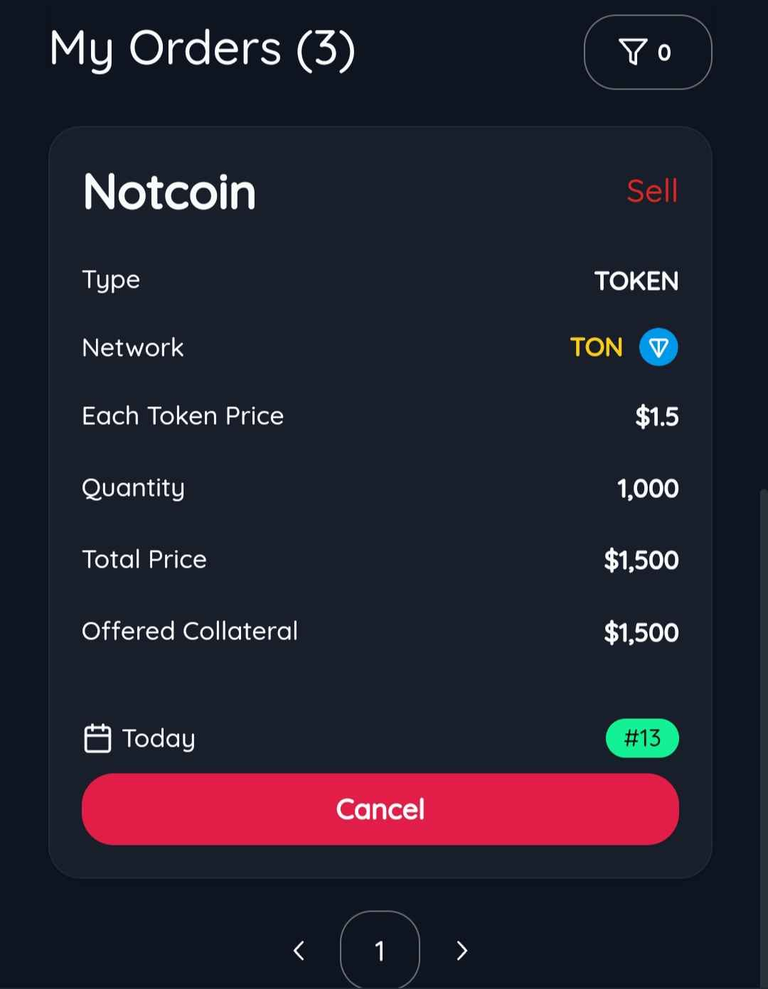 My Orders (3)
0
Notcoin
Sell
Type
TOKEN
Network
TON
Each Token Price
$1.5
Quantity
1,000
Total Price
$1,500
Offered Collateral
$1,500
Today
#13
Cancel
1